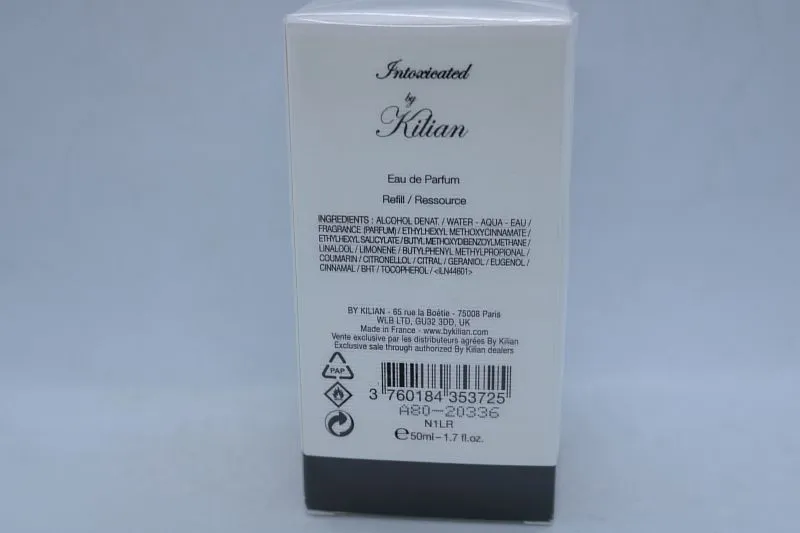 Intoxicated
by
Kilian
Eau de Parfum
Refill / Ressource
INGREDIENTS : ALCOHOL DENAT. / WATER - AQUA - EAU /
FRAGRANCE (PARFUM) / ETHYLHEXYL METHOXYCINNAMATE /
ETHYLHEXYL SALICYLATE / BUTYL METHOXYDIBENZOYLMETHANE /
LINALOOL / LIMONENE / BUTYLPHENYL METHYLPROPIONAL /
COUMARIN / CITRONELLOL / CITRAL / GERANIOL / EUGENOL /
CINNAMAL / BHT / TOCOPHEROL / <ILN44601>
BY KILIAN - 65 rue la Boétie - 75008 Paris
WLB LTD, GU32 3DD, UK
Made in France - www.bykilian.com
Vente exclusive par les distributeurs agrées By Kilian
Exclusive sale through authorized By Kilian dealers
PAP
3 760184 353725
A80-20336
N1LR
e50ml - 1.7 fl.oz.